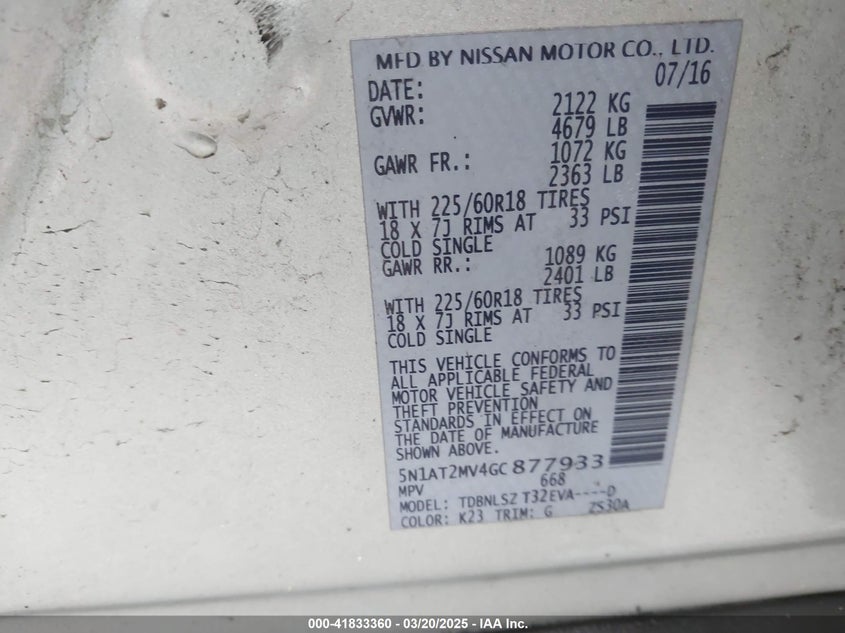 MFD BY NISSAN MOTOR CO., LTD.
DATE: 07/16
GVWR: 2122 KG
4679 LB
GAWR FR.: 1072 KG
2363 LB
WITH 225/60R18 TIRES
18 X 7J RIMS AT 33 PSI
COLD SINGLE
GAWR RR.: 1089 KG
2401 LB
WITH 225/60R18 TIRES
18 X 7J RIMS AT 33 PSI
COLD SINGLE
THIS VEHICLE CONFORMS TO
ALL APPLICABLE FEDERAL
MOTOR VEHICLE SAFETY AND
THEFT PREVENTION
STANDARDS IN EFFECT ON
THE DATE OF MANUFACTURE
SHOWN ABOVE.
5N1AT2MV4GC877933
MPV 668
MODEL: TDBNLSZ T32EVA----D
COLOR: K23 TRIM: G ZS30A
000-41833360 — 03/20/2025 — IAA Inc.